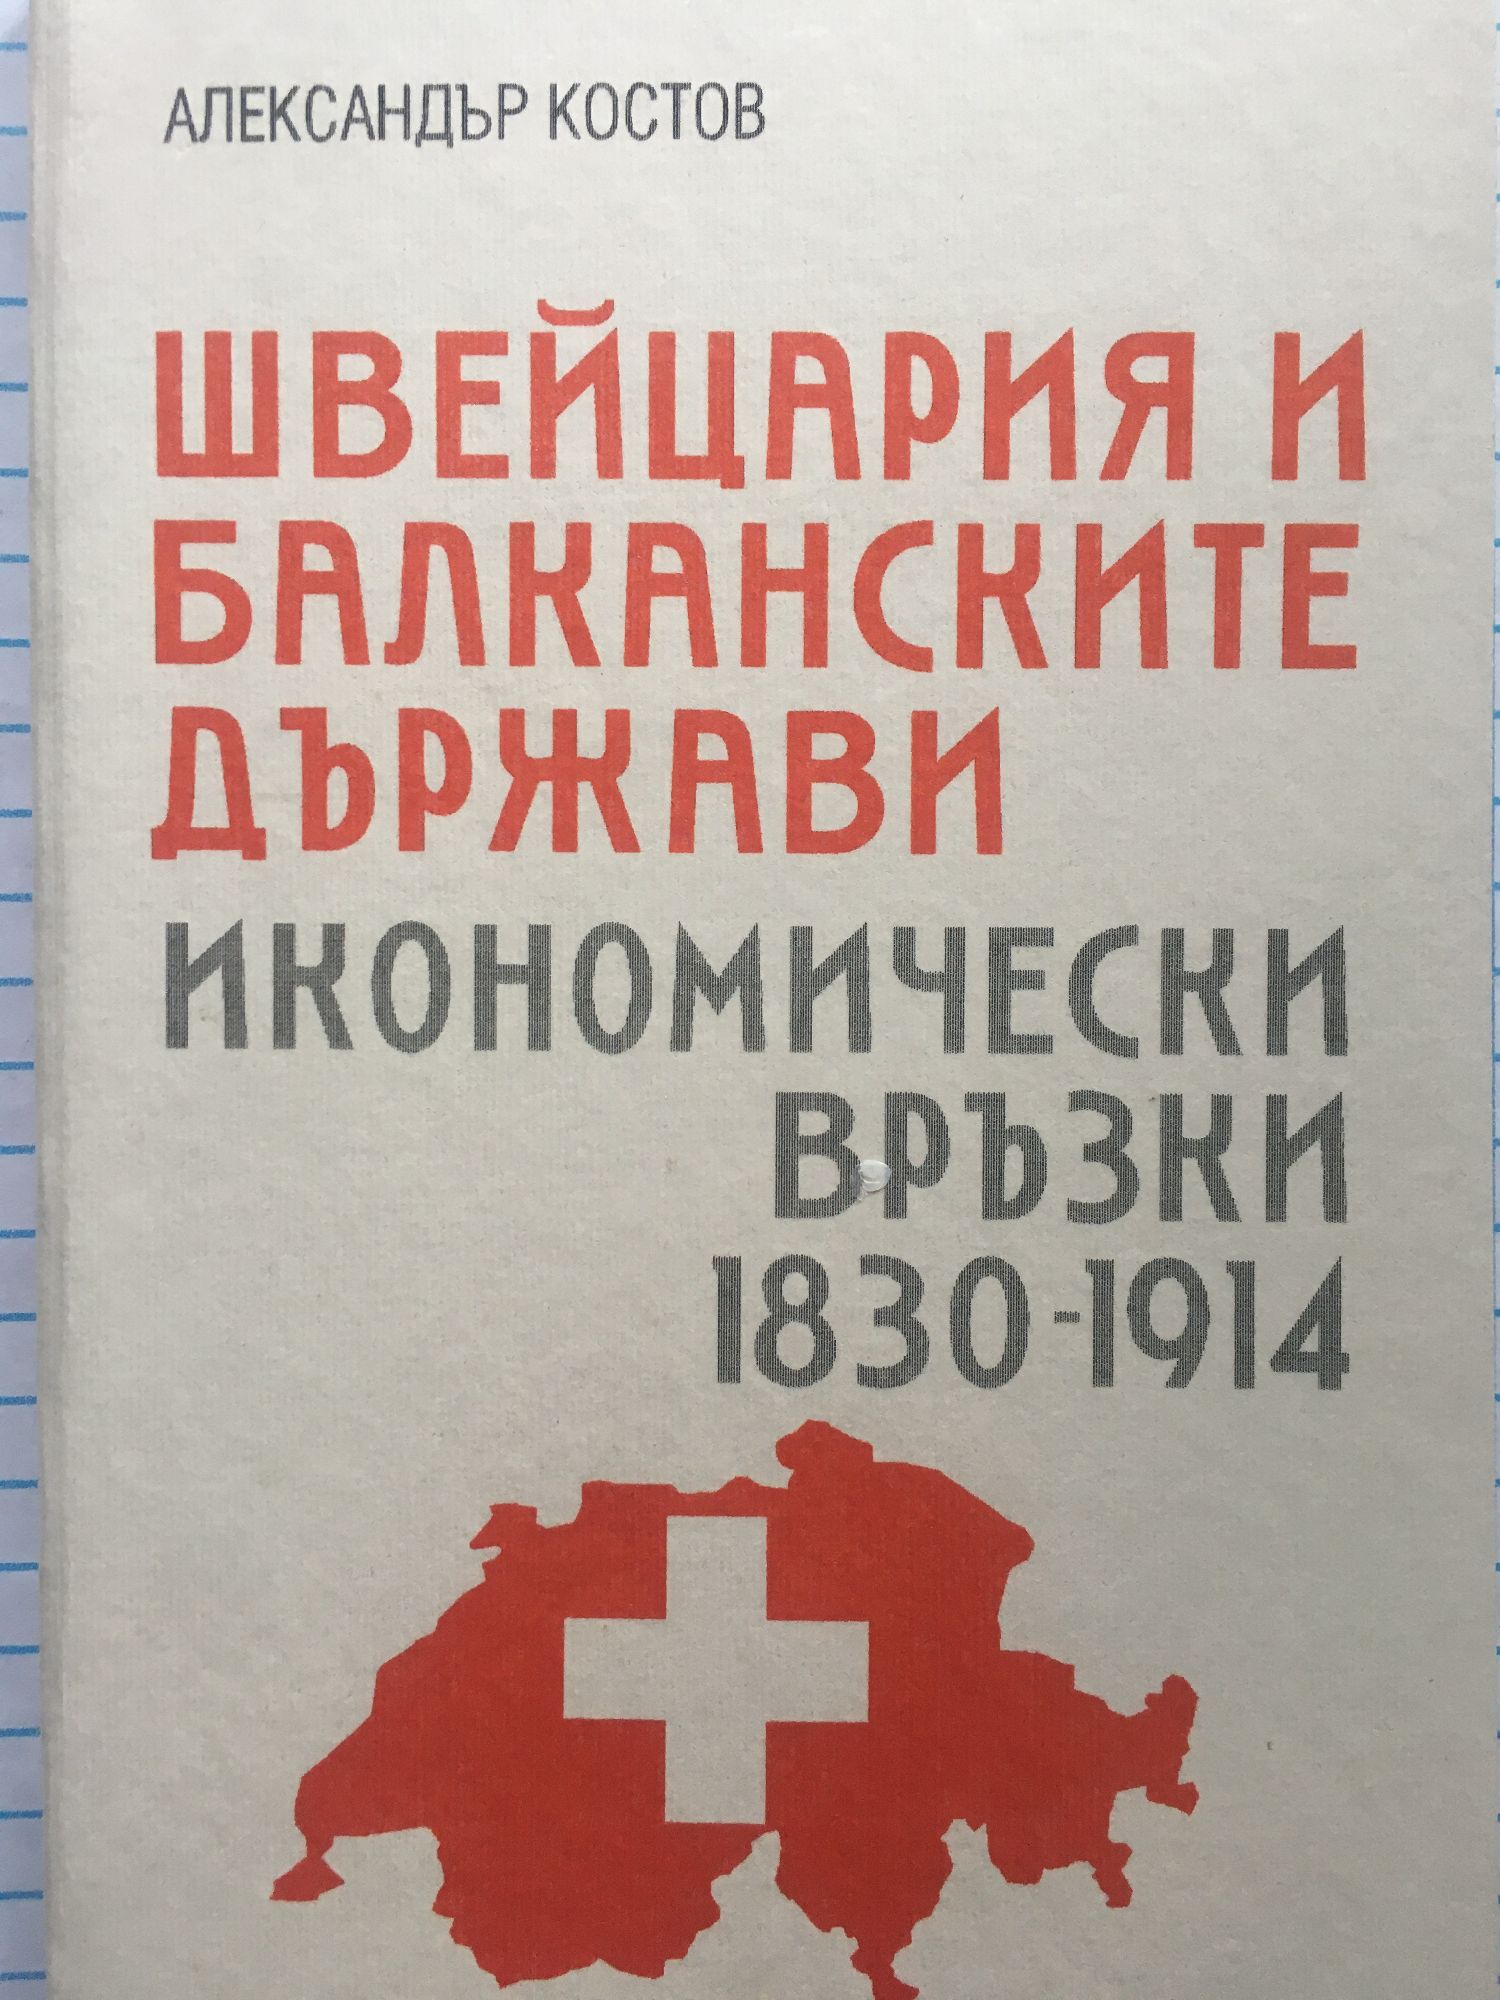 АЛЕКСАНДЪР КОСТОВ
ШВЕЙЦАРИЯ И
БАЛКАНСКИТЕ
ДЪРЖАВИ
ИКОНОМИЧЕСКИ
ВРЪЗКИ
1830-1914